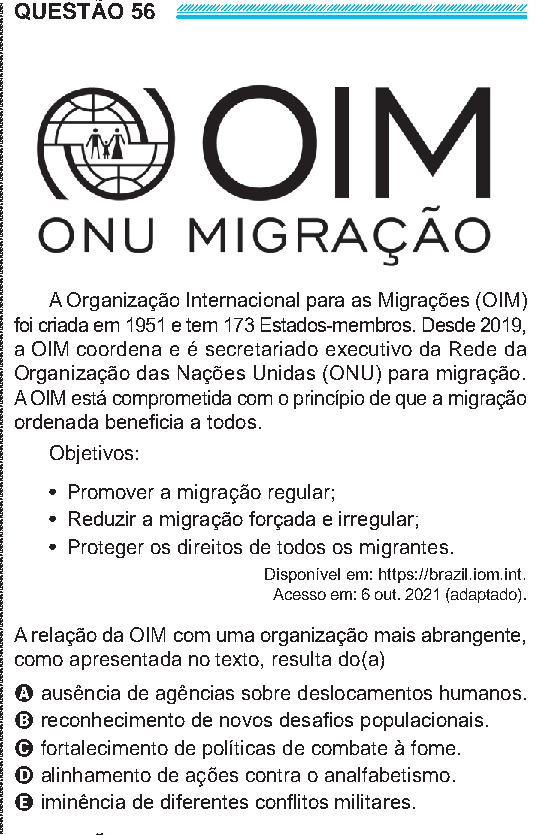 QUESTÃO 56
OIM
ONU MIGRAÇÃO
A Organização Internacional para as Migrações (OIM)
foi criada em 1951 e tem 173 Estados-membros. Desde 2019,
a OIM coordena e é secretariado executivo da Rede da
Organização das Nações Unidas (ONU) para migração.
A OIM está comprometida com o princípio de que a migração
ordenada beneficia a todos.
Objetivos:
• Promover a migração regular;
• Reduzir a migração forçada e irregular;
• Proteger os direitos de todos os migrantes.
Disponível em: https://brazil.iom.int.
Acesso em: 6 out. 2021 (adaptado).
A relação da OIM com uma organização mais abrangente,
como apresentada no texto, resulta do(a)
A ausência de agências sobre deslocamentos humanos.
B reconhecimento de novos desafios populacionais.
C fortalecimento de políticas de combate à fome.
D alinhamento de ações contra o analfabetismo.
E iminência de diferentes conflitos militares.